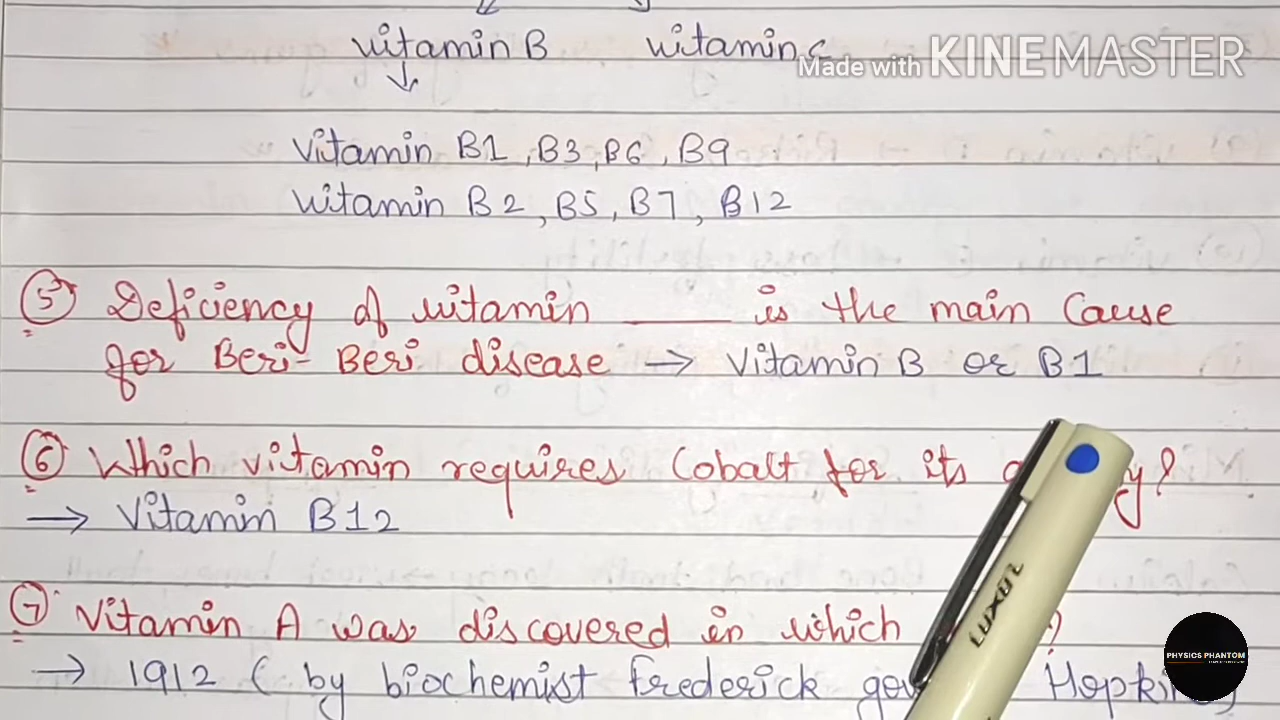 vitamin B vitamin C
Made with KINEMASTER
Vitamin B1, B3, B6, B9
Vitamin B2, B5, B7, B12
5 Deficiency of vitamin ____ is the main Cause
for Beri-Beri disease → Vitamin B or B1
6 Which vitamin requires Cobalt for its
→ Vitamin B12
7 Vitamin A was discovered in which
→ 1912 ( by biochemist Frederick
LUXOR
PHYSICS PHANTOM